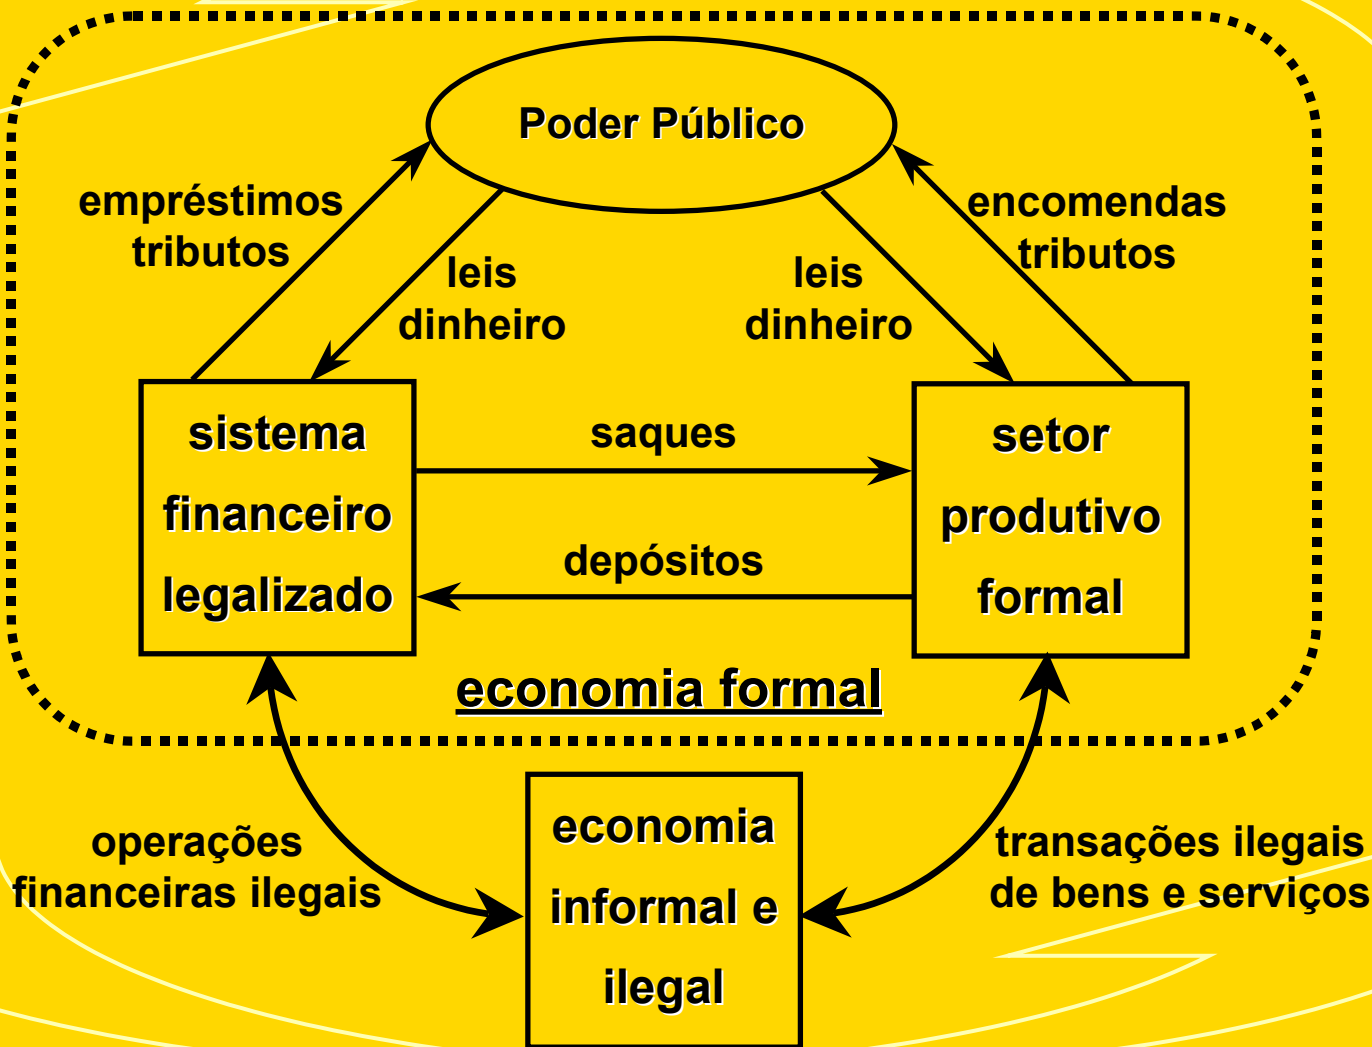 Poder Público
empréstimos
tributos
encomendas
tributos
leis
dinheiro
leis
dinheiro
sistema
financeiro
legalizado
saques
depósitos
setor
produtivo
formal
economia formal
operações
financeiras ilegais
economia
informal e
ilegal
transações ilegais
de bens e serviços